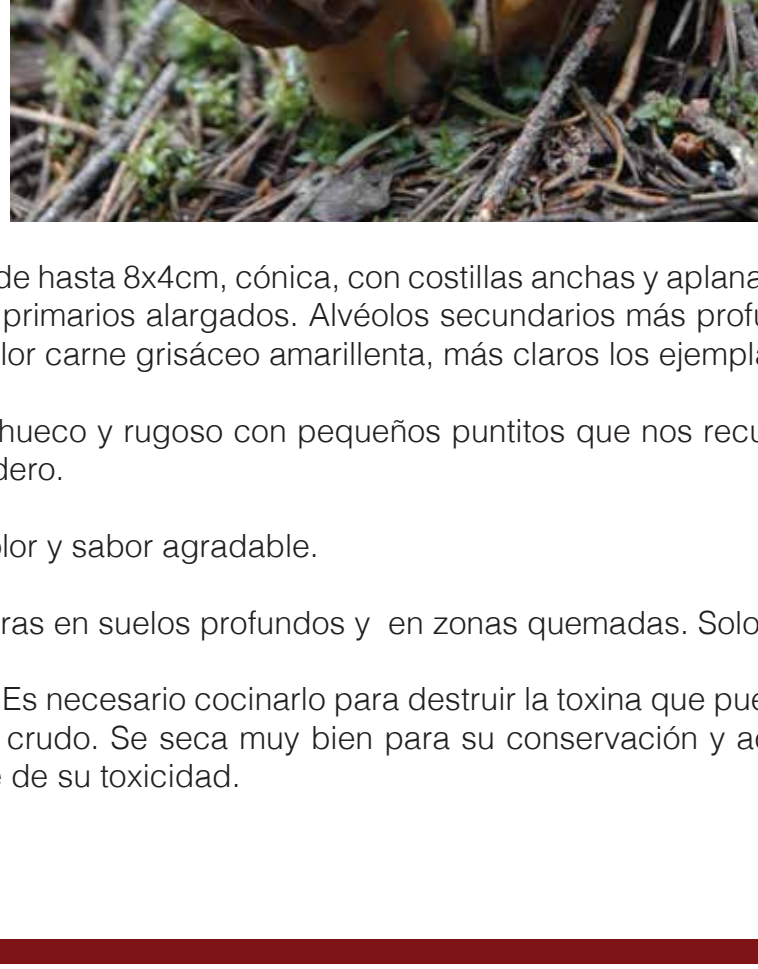 de hasta 8x4cm, cónica, con costillas anchas y aplana
primarios alargados. Alvéolos secundarios más profu
lor carne grisáceo amarillenta, más claros los ejempla
hueco y rugoso con pequeños puntitos que nos recu
dero.
olor y sabor agradable.
ras en suelos profundos y en zonas quemadas. Solo
Es necesario cocinarlo para destruir la toxina que pue
crudo. Se seca muy bien para su conservación y a
de su toxicidad.